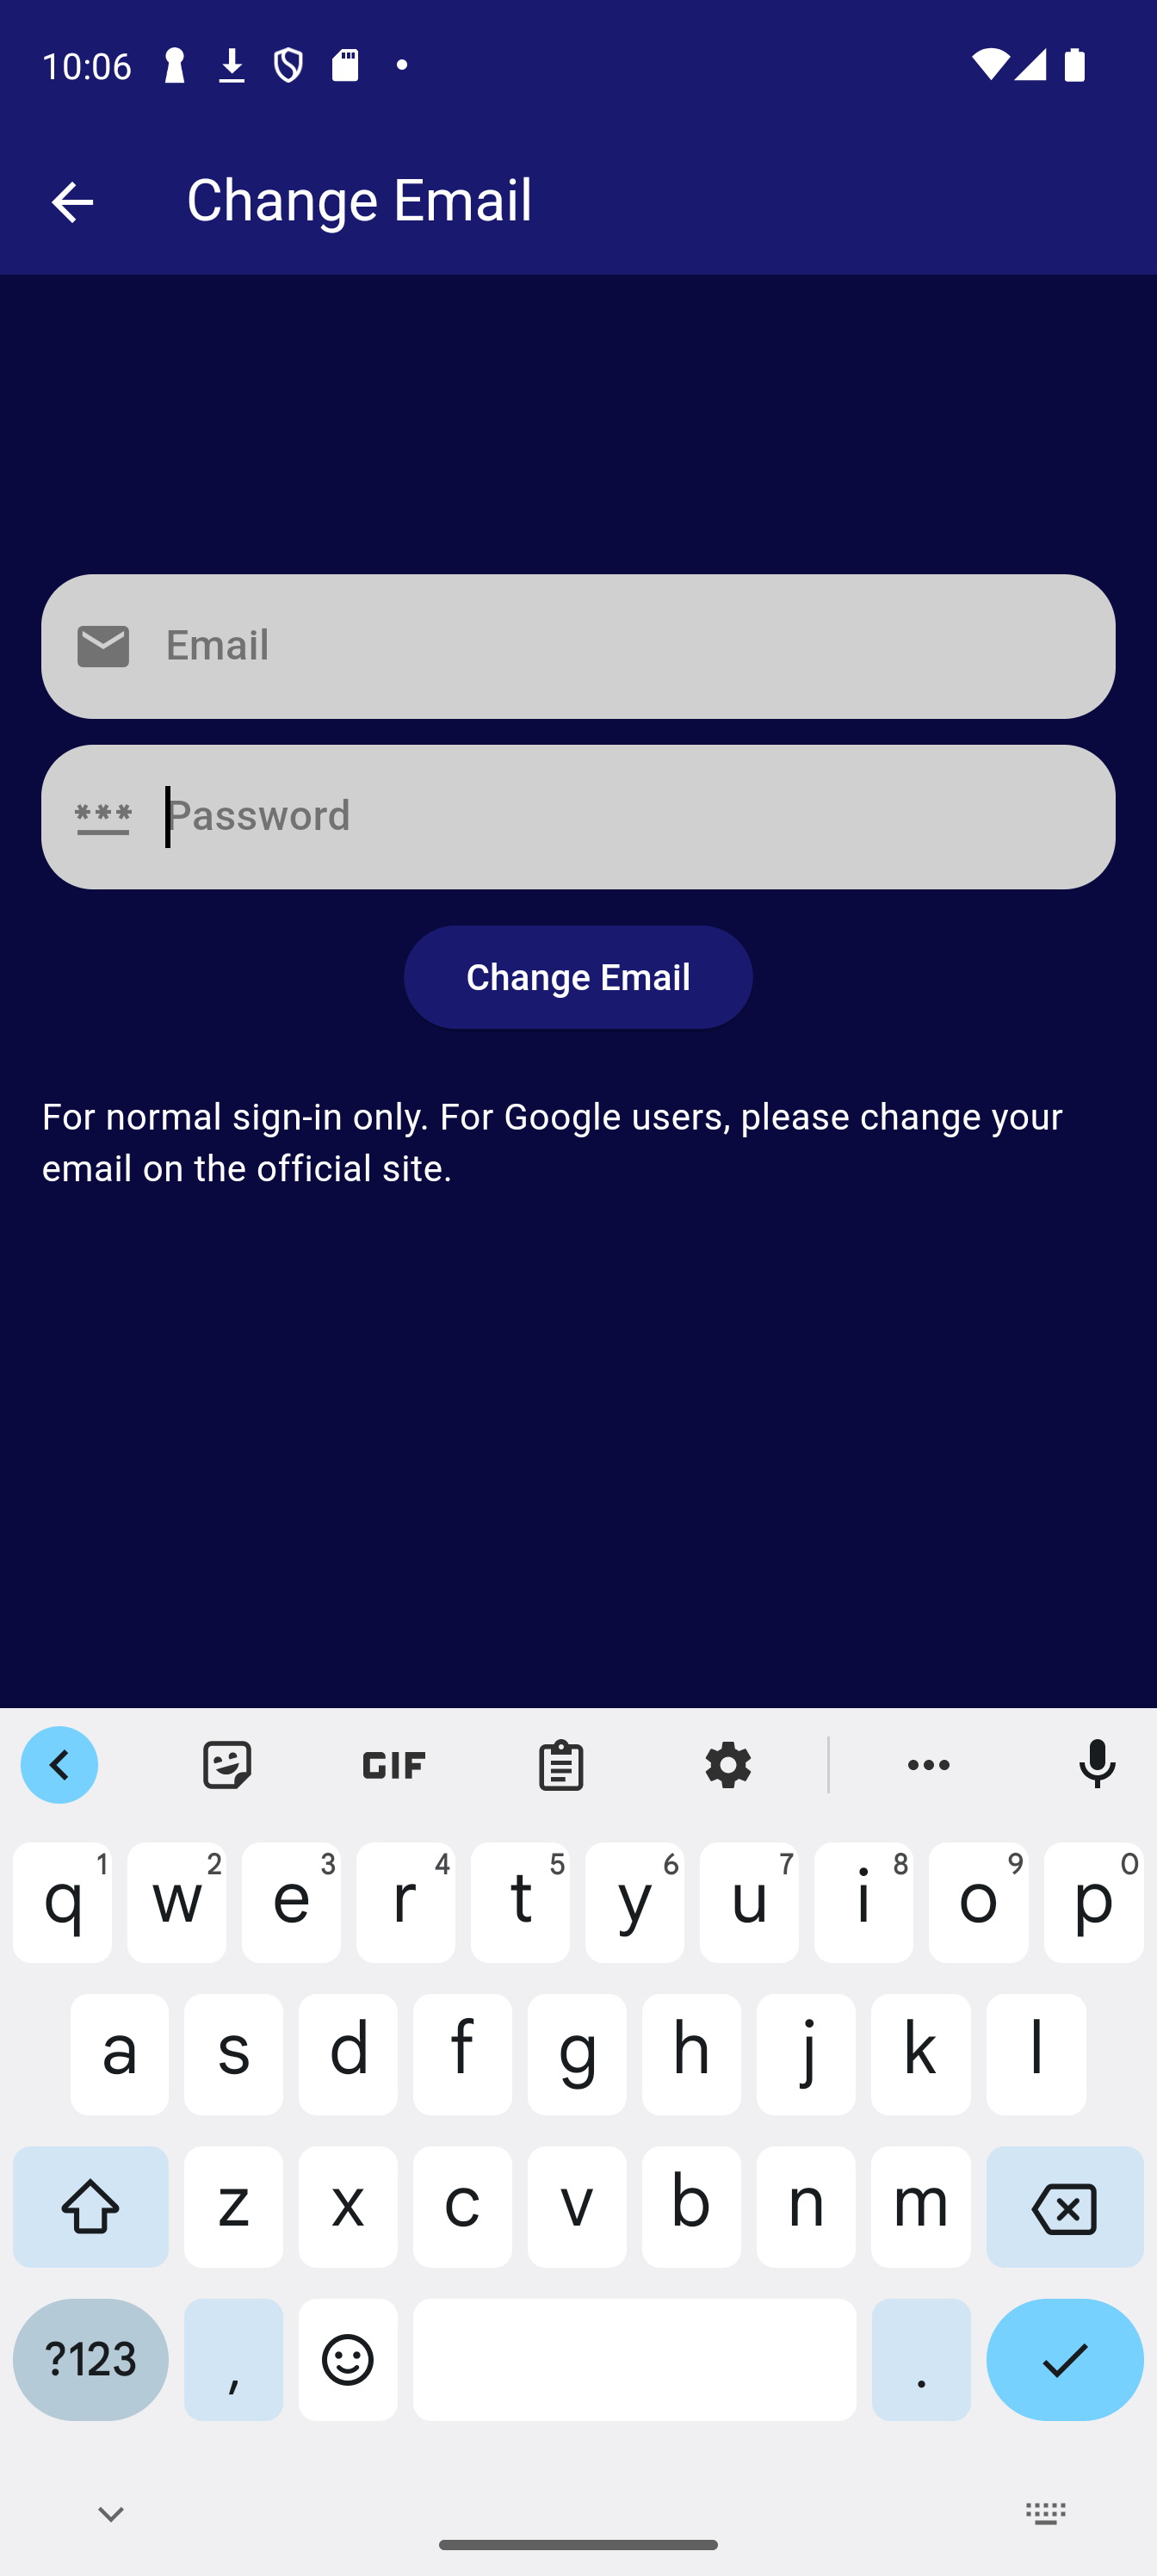 10:06
Change Email
Email
Password
Change Email
For normal sign-in only. For Google users, please change your
email on the official site.
GIF
q 1 w 2 e 3 r 4 t 5 y 6 u 7 i 8 o 9 p 0
a s d f g h j k l
z x c v b n m
?123 , .